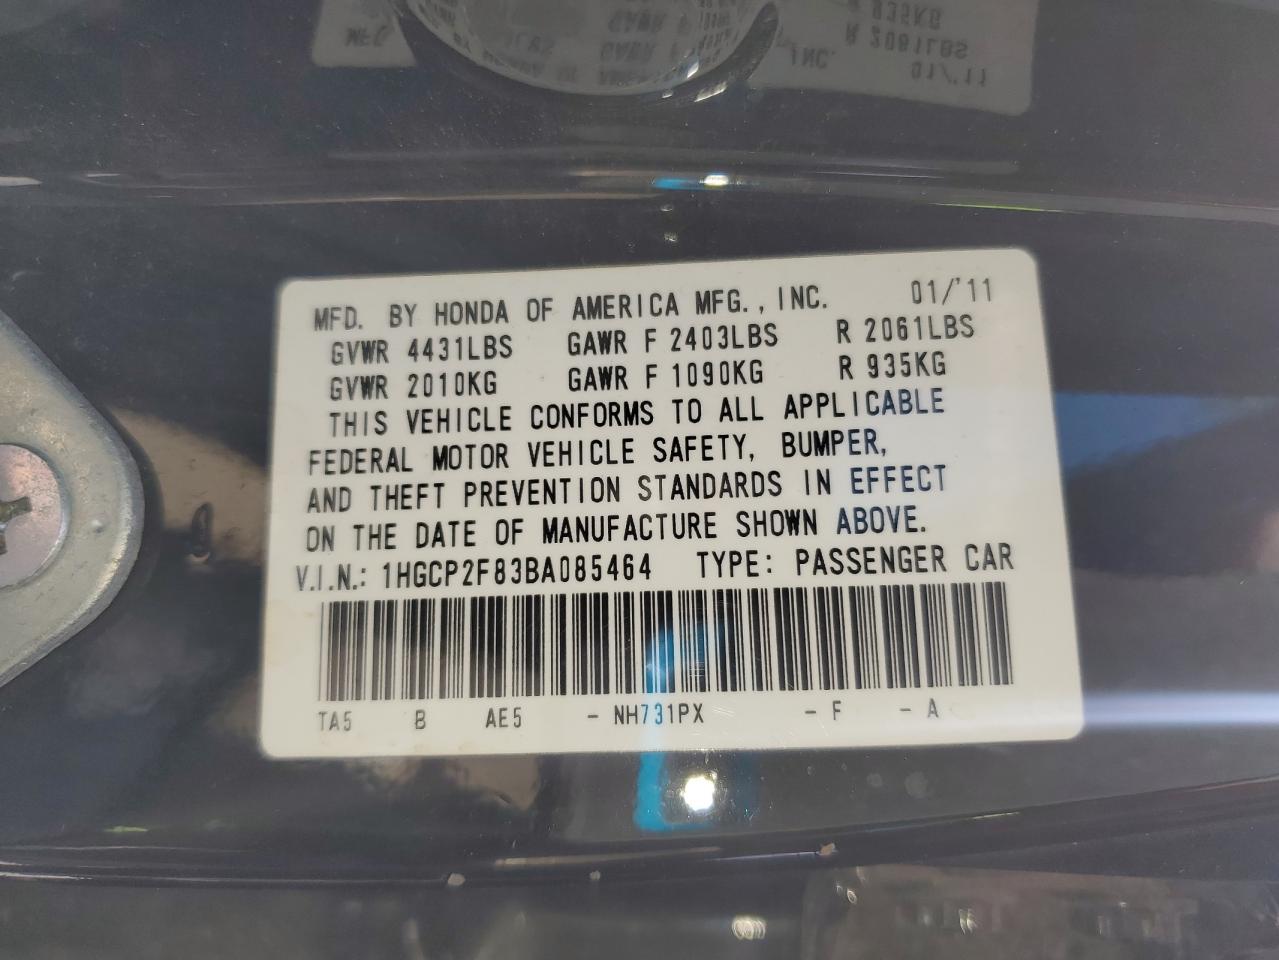 MFD. BY HONDA OF AMERICA MFG., INC. 01/'11
GVWR 4431LBS GAWR F 2403LBS R 2061LBS
GVWR 2010KG GAWR F 1090KG R 935KG
THIS VEHICLE CONFORMS TO ALL APPLICABLE
FEDERAL MOTOR VEHICLE SAFETY, BUMPER,
AND THEFT PREVENTION STANDARDS IN EFFECT
ON THE DATE OF MANUFACTURE SHOWN ABOVE.
V.I.N.: 1HGCP2F83BA085464 TYPE: PASSENGER CAR
TA5 B AE5 - NH731PX - F - A